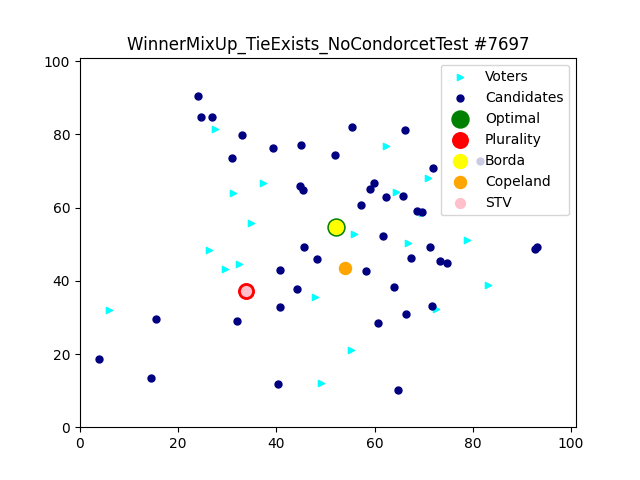 WinnerMixUp_TieExists_NoCondorcetTest #7697
100
80
60
40
20
0
0
20
40
60
80
100
Voters
Candidates
Optimal
Plurality
Borda
Copeland
STV